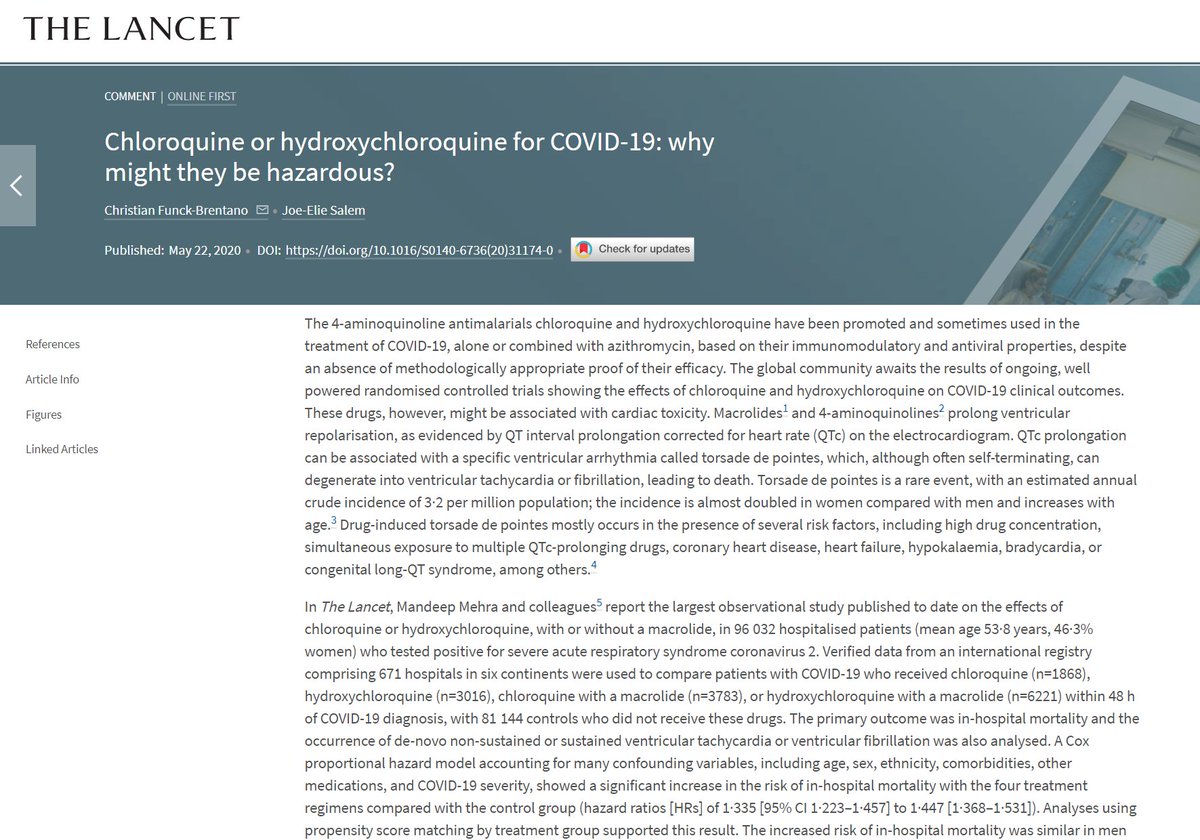 THE LANCET
COMMENT | ONLINE FIRST
Chloroquine or hydroxychloroquine for COVID-19: why
might they be hazardous?
Christian Funck-Brentano • Joe-Elie Salem
Published: May 22, 2020 • DOI: https://doi.org/10.1016/S0140-6736(20)31174-0 • Check for updates
References
Article Info
Figures
Linked Articles
The 4-aminoquinoline antimalarials chloroquine and hydroxychloroquine have been promoted and sometimes used in the
treatment of COVID-19, alone or combined with azithromycin, based on their immunomodulatory and antiviral properties, despite
an absence of methodologically appropriate proof of their efficacy. The global community awaits the results of ongoing, well
powered randomised controlled trials showing the effects of chloroquine and hydroxychloroquine on COVID-19 clinical outcomes.
These drugs, however, might be associated with cardiac toxicity. Macrolides1 and 4-aminoquinolines2 prolong ventricular
repolarisation, as evidenced by QT interval prolongation corrected for heart rate (QTc) on the electrocardiogram. QTc prolongation
can be associated with a specific ventricular arrhythmia called torsade de pointes, which, although often self-terminating, can
degenerate into ventricular tachycardia or fibrillation, leading to death. Torsade de pointes is a rare event, with an estimated annual
crude incidence of 3·2 per million population; the incidence is almost doubled in women compared with men and increases with
age.3 Drug-induced torsade de pointes mostly occurs in the presence of several risk factors, including high drug concentration,
simultaneous exposure to multiple QTc-prolonging drugs, coronary heart disease, heart failure, hypokalaemia, bradycardia, or
congenital long-QT syndrome, among others.4
In The Lancet, Mandeep Mehra and colleagues5 report the largest observational study published to date on the effects of
chloroquine or hydroxychloroquine, with or without a macrolide, in 96 032 hospitalised patients (mean age 53·8 years, 46·3%
women) who tested positive for severe acute respiratory syndrome coronavirus 2. Verified data from an international registry
comprising 671 hospitals in six continents were used to compare patients with COVID-19 who received chloroquine (n=1868),
hydroxychloroquine (n=3016), chloroquine with a macrolide (n=3783), or hydroxychloroquine with a macrolide (n=6221) within 48 h
of COVID-19 diagnosis, with 81 144 controls who did not receive these drugs. The primary outcome was in-hospital mortality and the
occurrence of de-novo non-sustained or sustained ventricular tachycardia or ventricular fibrillation was also analysed. A Cox
proportional hazard model accounting for many confounding variables, including age, sex, ethnicity, comorbidities, other
medications, and COVID-19 severity, showed a significant increase in the risk of in-hospital mortality with the four treatment
regimens compared with the control group (hazard ratios [HRs] of 1·335 [95% CI 1·223–1·457] to 1·447 [1·368–1·531]). Analyses using
propensity score matching by treatment group supported this result. The increased risk of in-hospital mortality was similar in men